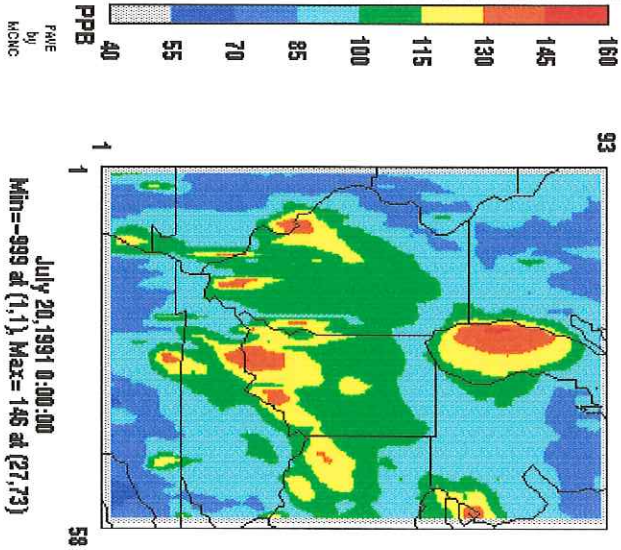 160
145
130
115
100
85
70
55
40
PPB
PAVE
by
MCNC
93
1
1
58
July 20,1991 0:00:00
Min=-999 at (1,1), Max= 146 at (27,73)